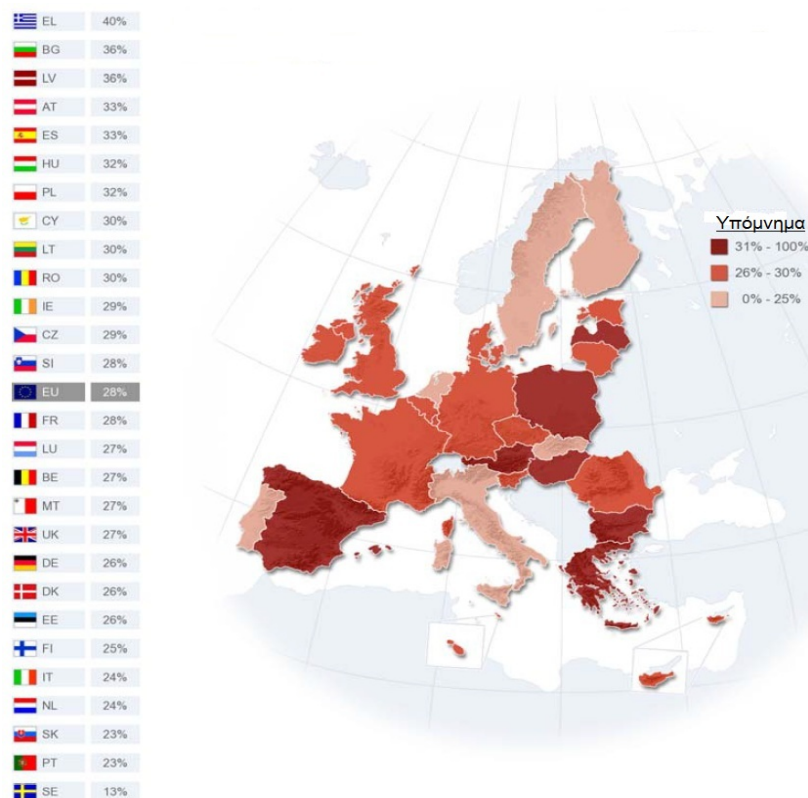 EL 40%
BG 36%
LV 36%
AT 33%
ES 33%
HU 32%
PL 32%
CY 30%
LT 30%
RO 30%
IE 29%
CZ 29%
SI 28%
EU 28%
FR 28%
LU 27%
BE 27%
MT 27%
UK 27%
DE 26%
DK 26%
EE 26%
FI 25%
IT 24%
NL 24%
SK 23%
PT 23%
SE 13%
Υπόμνημα
31% - 100%
26% - 30%
0% - 25%